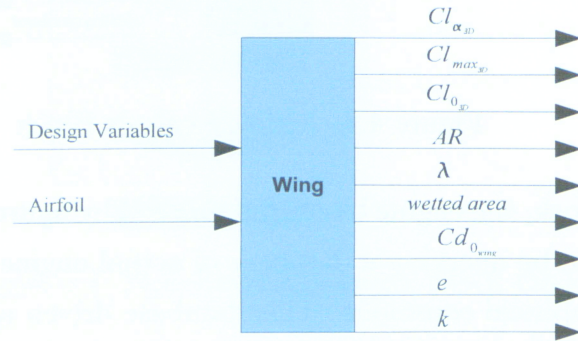 Cl_α_3D
Cl_max_3D
Cl_0_3D
Design Variables
AR
λ
Wing
Airfoil
wetted area
Cd_0_wing
e
k